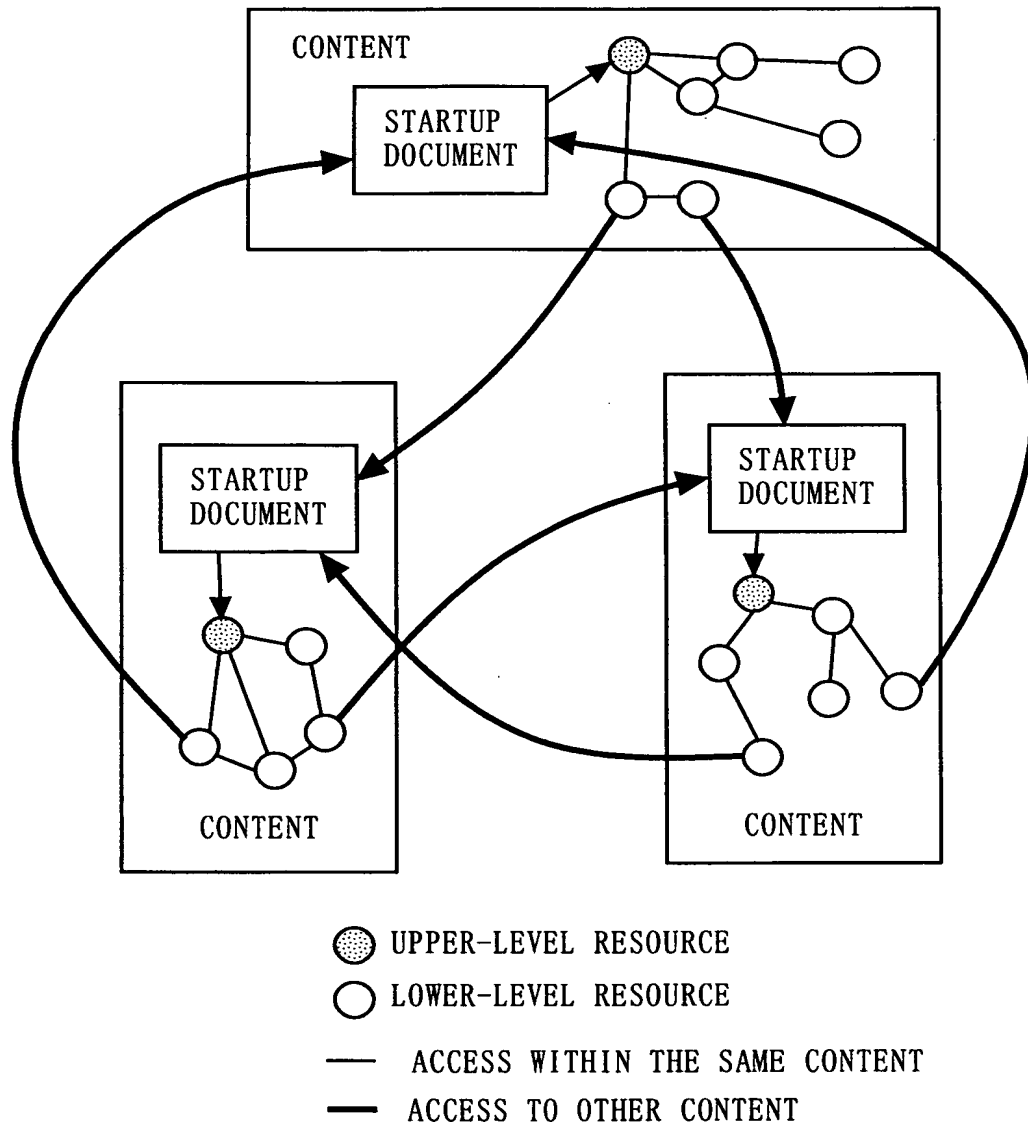 CONTENT
STARTUP
DOCUMENT
STARTUP
DOCUMENT
STARTUP
DOCUMENT
CONTENT
CONTENT
UPPER-LEVEL RESOURCE
LOWER-LEVEL RESOURCE
ACCESS WITHIN THE SAME CONTENT
ACCESS TO OTHER CONTENT